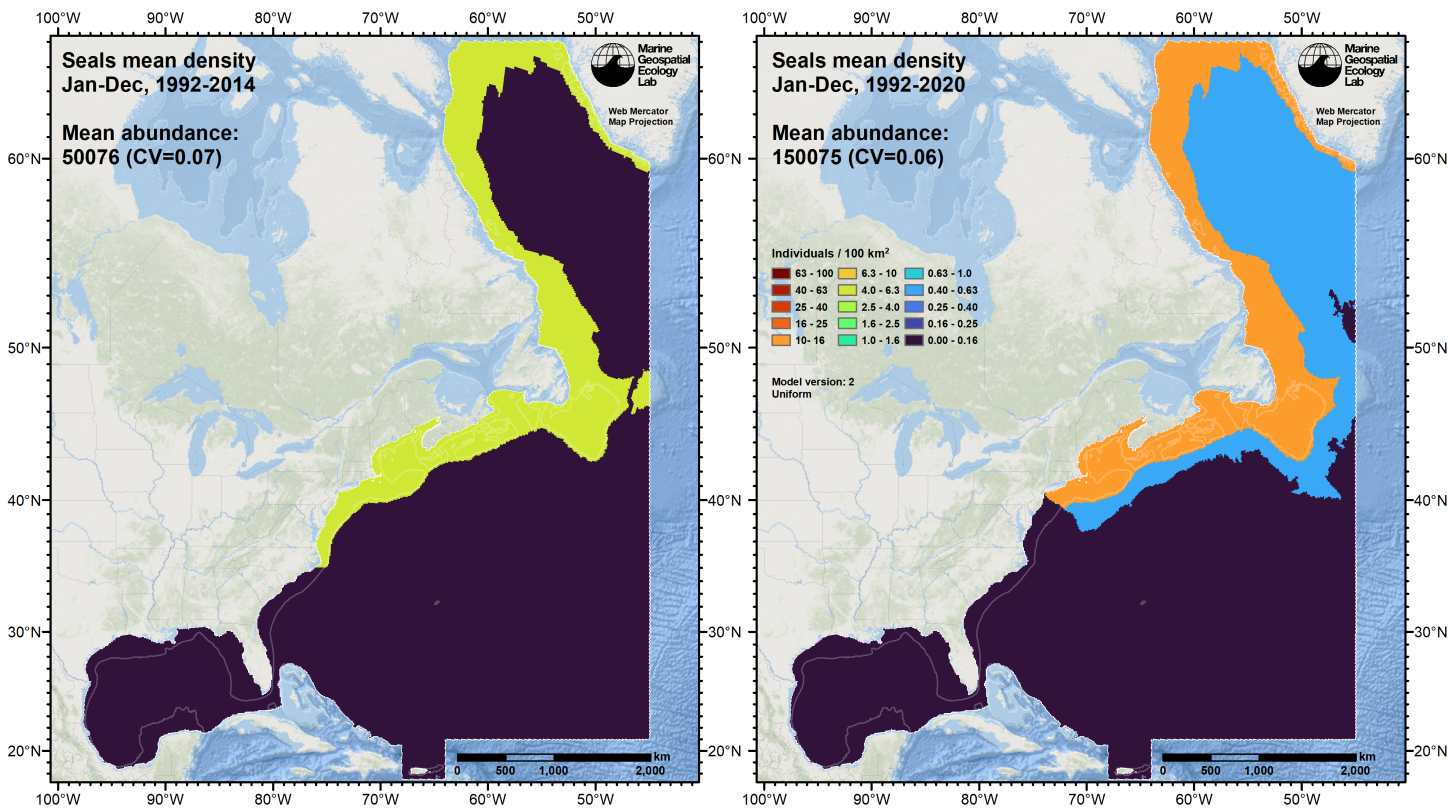 100°W 90°W 80°W 70°W 60°W 50°W
Seals mean density
Jan-Dec, 1992-2014
Mean abundance:
50076 (CV=0.07)
Marine
Geospatial
Ecology
Lab
Web Mercator
Map Projection
60°N
50°N
40°N
30°N
20°N
km
0 500 1,000 2,000
100°W 90°W 80°W 70°W 60°W 50°W
100°W 90°W 80°W 70°W 60°W 50°W
Seals mean density
Jan-Dec, 1992-2020
Mean abundance:
150075 (CV=0.06)
Marine
Geospatial
Ecology
Lab
Web Mercator
Map Projection
Individuals / 100 km²
63 - 100 6.3 - 10 0.63 - 1.0
40 - 63 4.0 - 6.3 0.40 - 0.63
25 - 40 2.5 - 4.0 0.25 - 0.40
16 - 25 1.6 - 2.5 0.16 - 0.25
10- 16 1.0 - 1.6 0.00 - 0.16
Model version: 2
Uniform
60°N
50°N
40°N
30°N
20°N
km
0 500 1,000 2,000
100°W 90°W 80°W 70°W 60°W 50°W